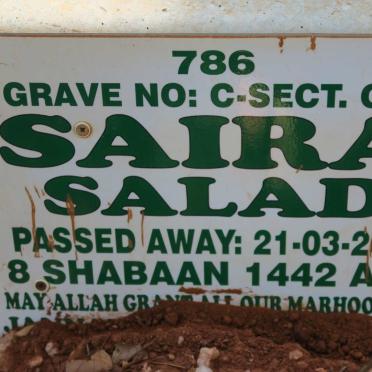 786
GRAVE NO: C-SECT.
SAIRA
SALAD
PASSED AWAY: 21-03-2
8 SHABAAN 1442 A
MAY ALLAH GRANT ALL OUR MARHOO